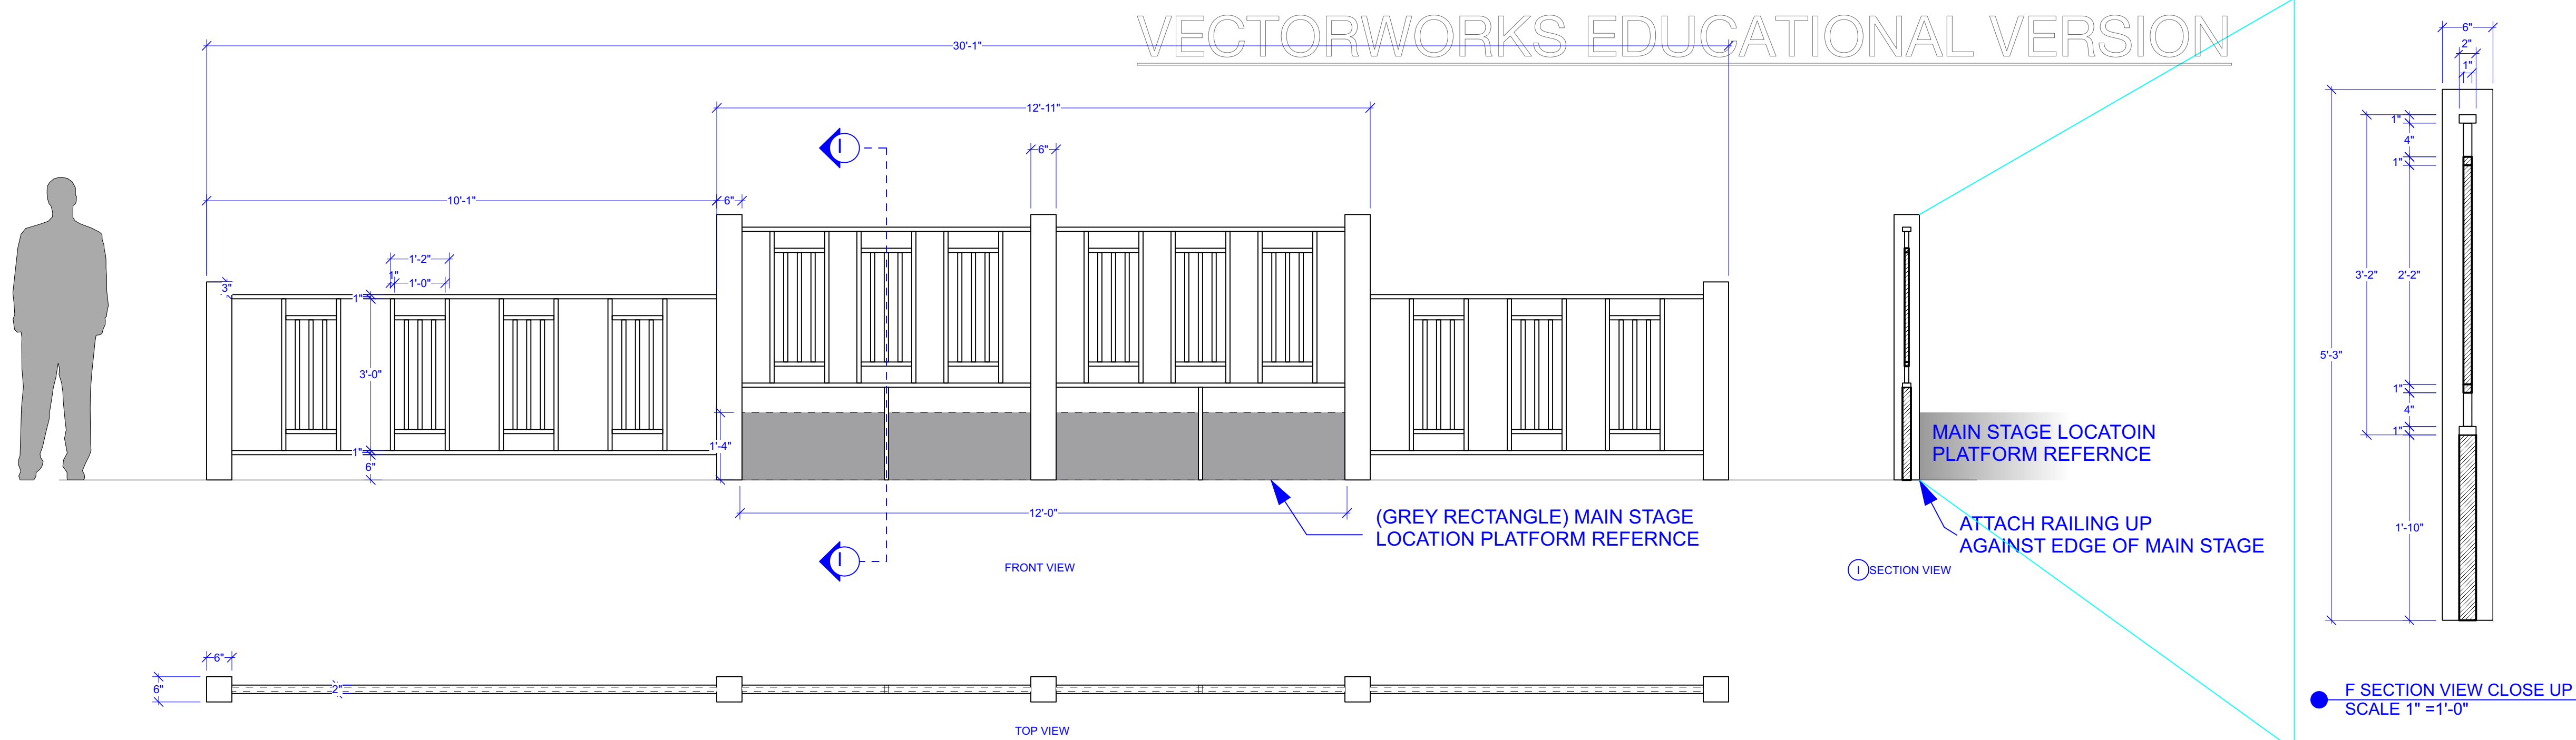 VECTORWORKS EDUCATIONAL VERSION
30'-1"
12'-11"
6"
10'-1"
6"
1'-2"
1"
1'-0"
3"
1"
3'-0"
1"
6"
1'-4"
12'-0"
I
I
(GREY RECTANGLE) MAIN STAGE
LOCATION PLATFORM REFERNCE
FRONT VIEW
MAIN STAGE LOCATOIN
PLATFORM REFERNCE
ATTACH RAILING UP
AGAINST EDGE OF MAIN STAGE
I SECTION VIEW
6"
6"
2"
TOP VIEW
6"
2"
1"
1"
4"
1"
3'-2"
2'-2"
5'-3"
1"
4"
1"
1'-10"
F SECTION VIEW CLOSE UP
SCALE 1" =1'-0"